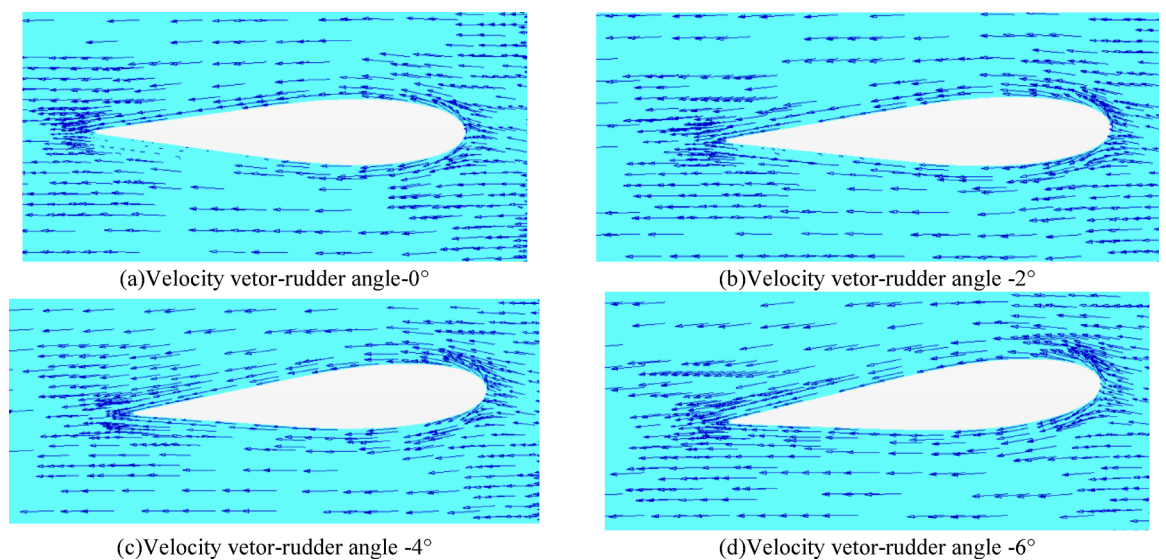 (a)Velocity vetor-rudder angle-0°
(b)Velocity vetor-rudder angle -2°
(c)Velocity vetor-rudder angle -4°
(d)Velocity vetor-rudder angle -6°